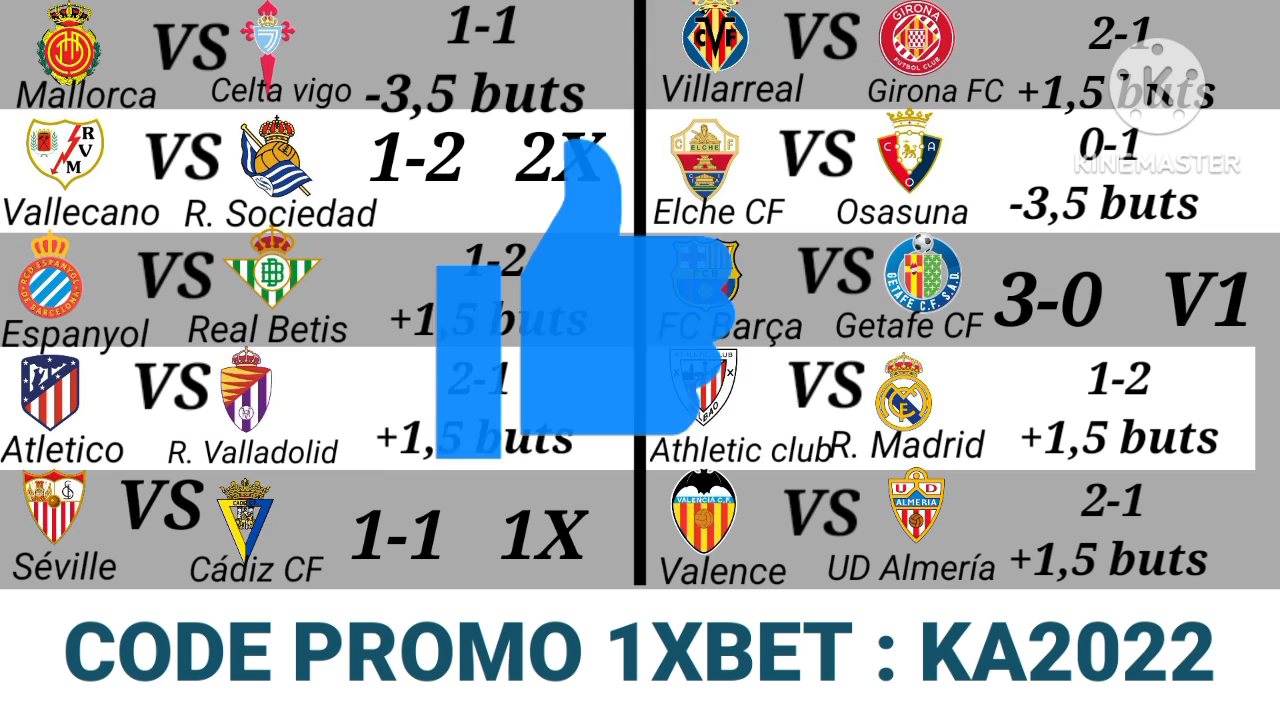 Mallorca VS Celta vigo 1-1
-3,5 buts
Vallecano VS R. Sociedad 1-2 2X
Espanyol VS Real Betis 1-2
+1,5 buts
Atletico VS R. Valladolid 2-1
+1,5 buts
Séville VS Cádiz CF 1-1 1X
Villarreal VS Girona FC 2-1
+1,5 buts
Elche CF VS Osasuna 0-1
-3,5 buts
FC Barça VS Getafe CF 3-0 V1
Athletic club VS R. Madrid 1-2
+1,5 buts
Valence VS UD Almería 2-1
+1,5 buts
KINEMASTER
CODE PROMO 1XBET : KA2022